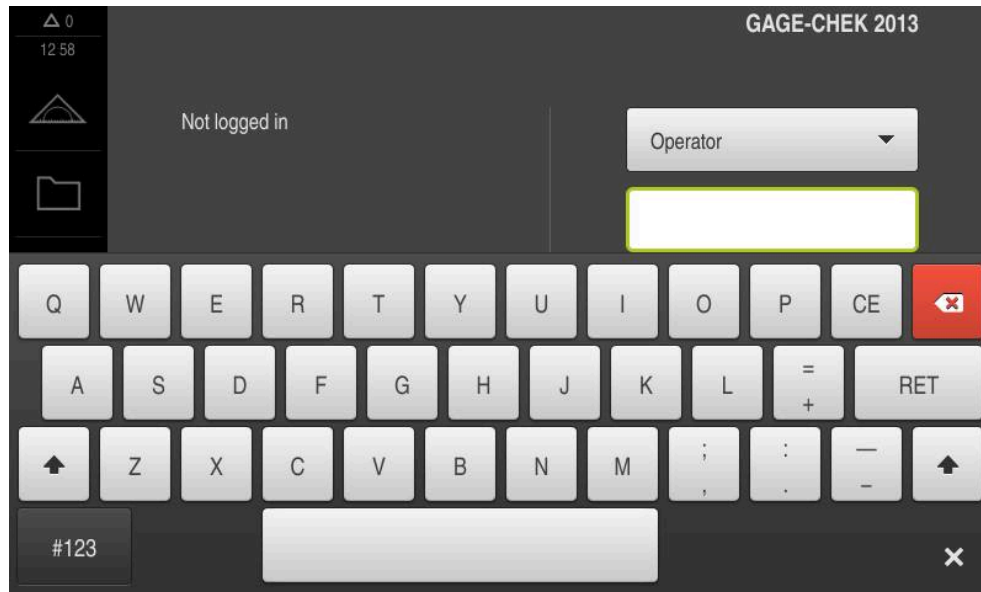 0
GAGE-CHEK 2013
12 58
Not logged in
Operator
Q W E R T Y U I O P CE
A S D F G H J K L = + RET
Z X C V B N M ; , : . — –
#123